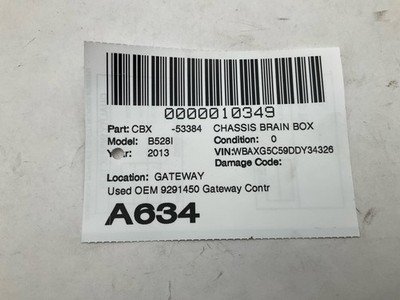 0000010349
Part: CBX -53384 CHASSIS BRAIN BOX
Model: B528I Condition: 0
Year: 2013 VIN:WBAXG5C59DDY34326
Damage Code:
Location: GATEWAY
Used OEM 9291450 Gateway Contr
A634